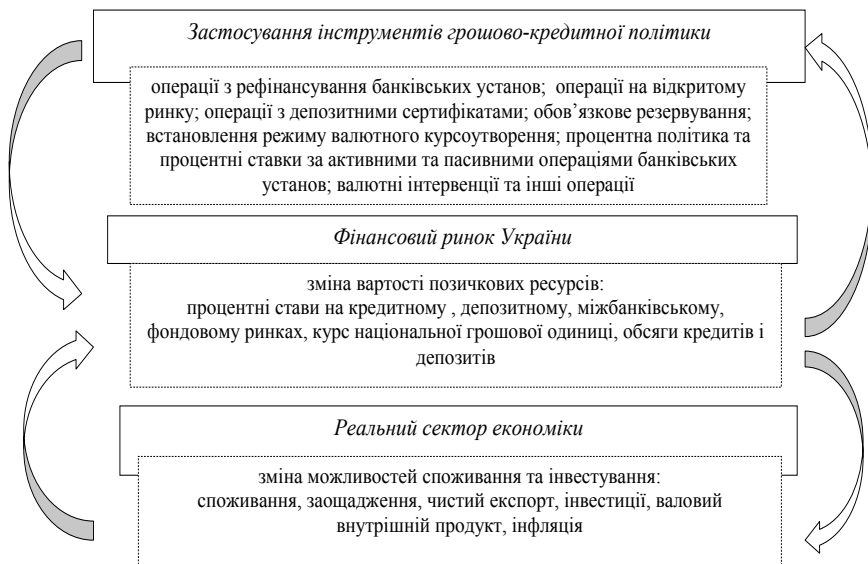 Застосування інструментів грошово-кредитної політики
операції з рефінансування банківських установ; операції на відкритому
ринку; операції з депозитними сертифікатами; обов’язкове резервування;
встановлення режиму валютного курсоутворення; процентна політика та
процентні ставки за активними та пасивними операціями банківських
установ; валютні інтервенції та інші операції
Фінансовий ринок України
зміна вартості позичкових ресурсів:
процентні стави на кредитному , депозитному, міжбанківському,
фондовому ринках, курс національної грошової одиниці, обсяги кредитів і
депозитів
Реальний сектор економіки
зміна можливостей споживання та інвестування:
споживання, заощадження, чистий експорт, інвестиції, валовий
внутрішній продукт, інфляція